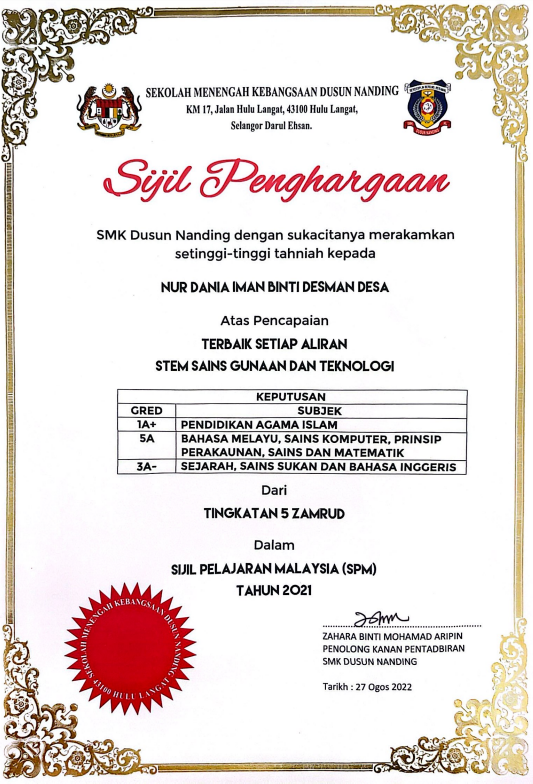 SEKOLAH MENENGAH KEBANGSAAN DUSUN NANDING
KM 17, Jalan Hulu Langat, 43100 Hulu Langat,
Selangor Darul Ehsan.
DUSUN NANDING
Sijil Penghargaan
SMK Dusun Nanding dengan sukacitanya merakamkan
setinggi-tinggi tahniah kepada
NUR DANIA IMAN BINTI DESMAN DESA
Atas Pencapaian
TERBAIK SETIAP ALIRAN
STEM SAINS GUNAAN DAN TEKNOLOGI
KEPUTUSAN
GRED SUBJEK
1A+ PENDIDIKAN AGAMA ISLAM
5A BAHASA MELAYU, SAINS KOMPUTER, PRINSIP
PERAKAUNAN, SAINS DAN MATEMATIK
3A- SEJARAH, SAINS SUKAN DAN BAHASA INGGERIS
Dari
TINGKATAN 5 ZAMRUD
Dalam
SIJIL PELAJARAN MALAYSIA (SPM)
TAHUN 2021
SEKOLAH MENENGAH KEBANGSAAN DUSUN NANDING
43100 HULU LANGAT
ZAHARA BINTI MOHAMAD ARIPIN
PENOLONG KANAN PENTADBIRAN
SMK DUSUN NANDING
Tarikh : 27 Ogos 2022